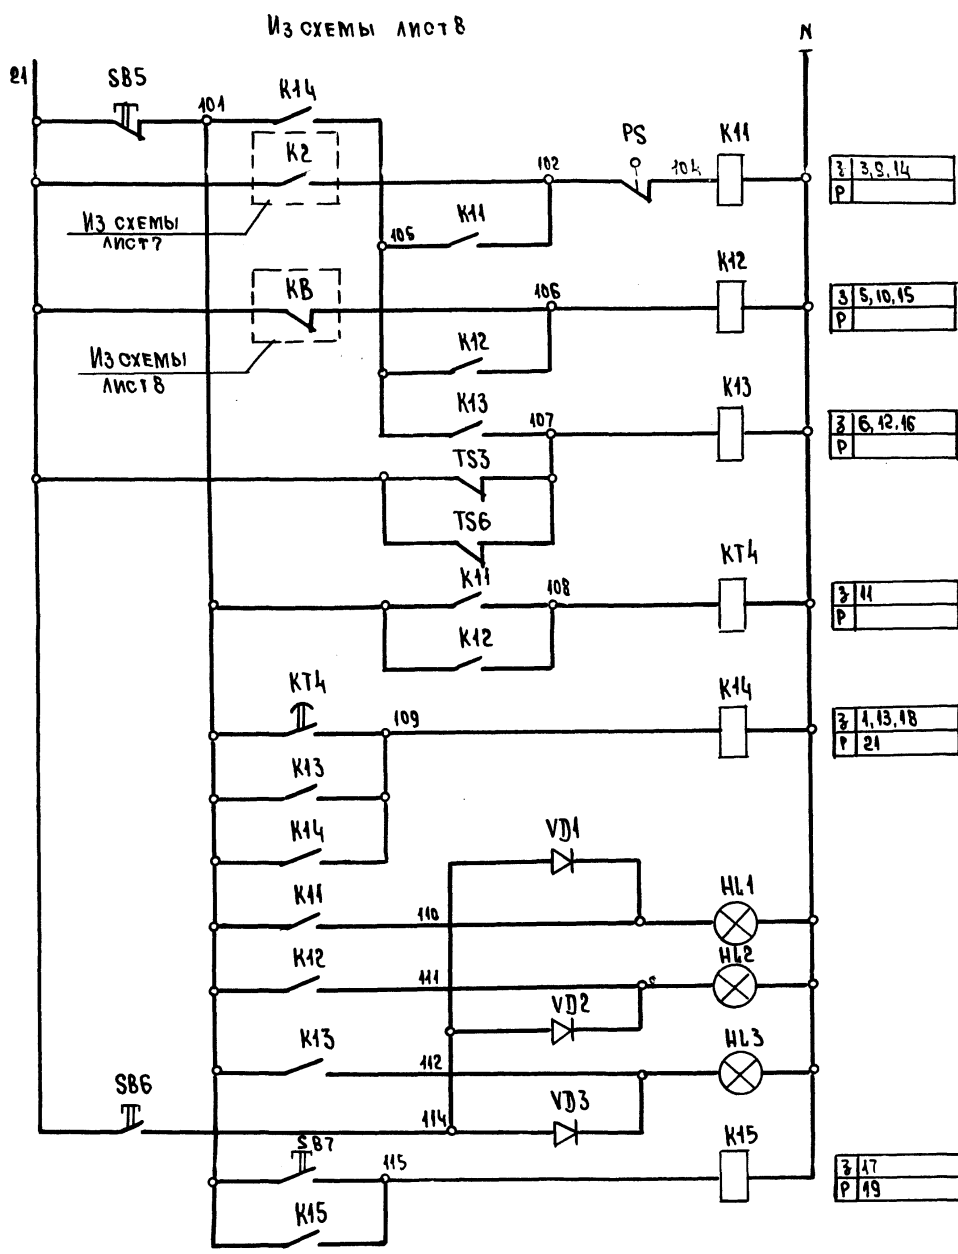 Из схемы лист 8
N
21
SB5
101
K14
K2
102
PS
104
K11
З 3,9,14
Р
Из схемы
лист 7
105
K11
K12
KB
106
З 5,10,15
Р
Из схемы
лист 8
K12
K13
K13
107
З 6,12,16
Р
TS3
TS6
K11
108
KT4
З 11
Р
K12
KT4
109
K14
З 1,13,18
Р 21
K13
K14
VD1
K11
110
HL1
K12
111
HL2
VD2
K13
112
HL3
SB6
114
VD3
SB7
115
K15
З 17
Р 19
K15